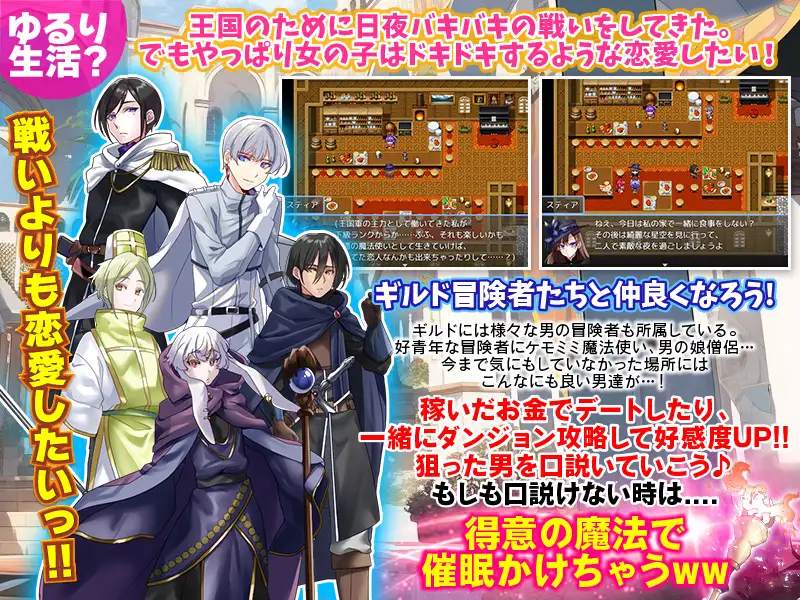 ゆるり
生活?
王国のために日夜バキバキの戦いをしてきた。
でもやっぱり女の子はドキドキするような恋愛したい!
戦いよりも恋愛したいっ!!
スティア
(王国軍の主力として働いてきた私が
下級ランクからか……ふふ、それも楽しいかも
の魔法使いとして生きていけば、
てた恋人なんかも出来ちゃったりして……?)
スティア
ねえ、今日は私の家で一緒に食事をしない?
その後は綺麗な星空を見に行って、
二人で素敵な夜を過ごしましょうよ
ギルド冒険者たちと仲良くなろう!
ギルドには様々な男の冒険者も所属している。
好青年な冒険者にケモミミ魔法使い、男の娘僧侶…
今まで気にもしていなかった場所には
こんなにも良い男達が…!
稼いだお金でデートしたり、
一緒にダンジョン攻略して好感度UP!!
狙った男を口説いていこう♪
もしも口説けない時は….
得意の魔法で
催眠かけちゃうww